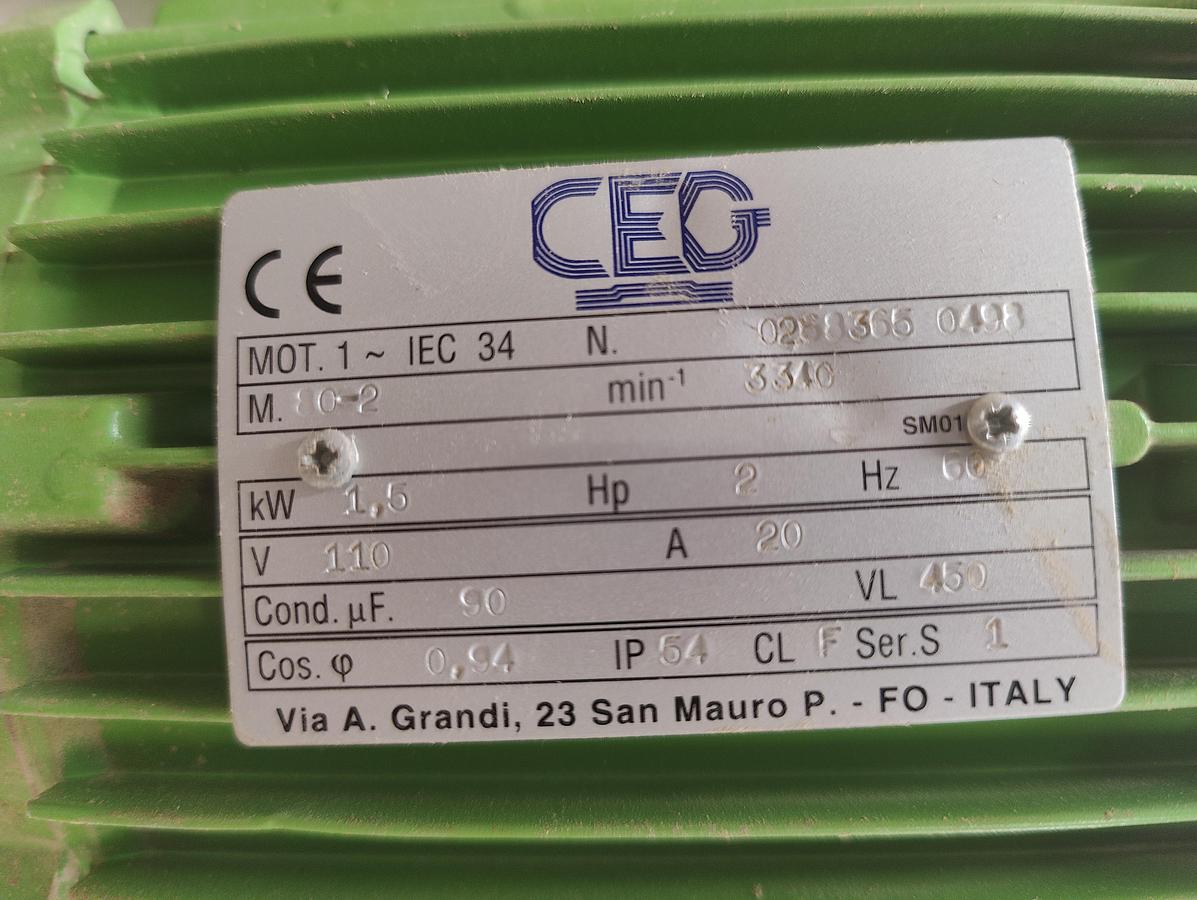 CEG
CE
MOT. 1 ~ IEC 34 N. 0258365 0498
M. 80-2 min-1 3340
SM01
kW 1,5 Hp 2 Hz 60
V 110 A 20
Cond. µF. 90 VL 450
Cos. φ 0,94 IP 54 CL F Ser.S 1
Via A. Grandi, 23 San Mauro P. - FO - ITALY